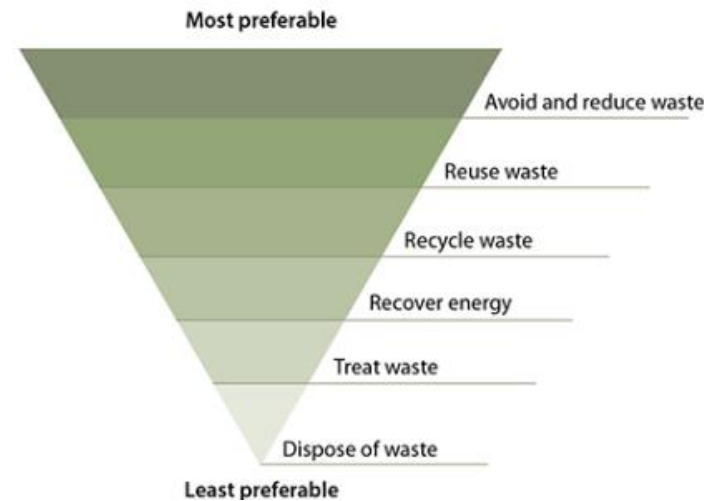 Most preferable
Avoid and reduce waste
Reuse waste
Recycle waste
Recover energy
Treat waste
Dispose of waste
Least preferable